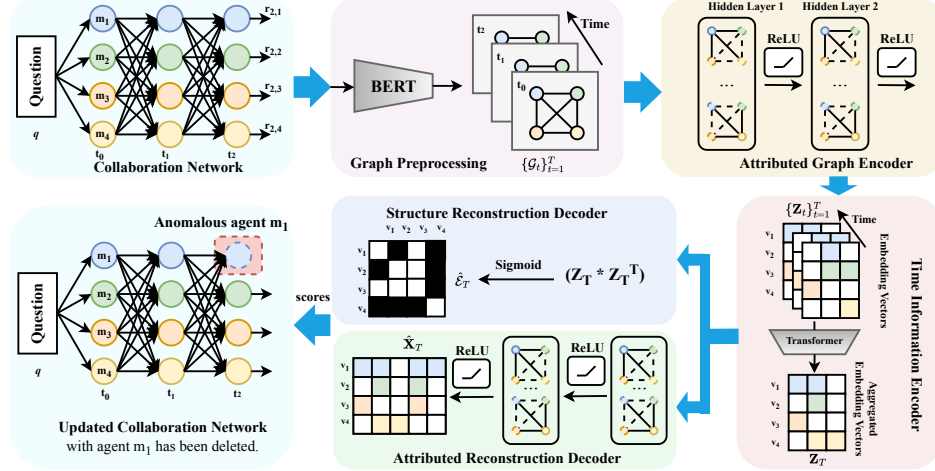 Question
q
m1
m2
m3
m4
t0
t1
t2
r2,1
r2,2
r2,3
r2,4
Collaboration Network
BERT
t2
t1
t0
Time
Graph Preprocessing
{𝒢t}ᵀt=1
Hidden Layer 1
Hidden Layer 2
ReLU
ReLU
...
...
Attributed Graph Encoder
{Zt}ᵀt=1
Time
v1
v2
v3
v4
Embedding Vectors
Transformer
v1
v2
v3
v4
Aggregated
Embedding Vectors
ZT
Time Information Encoder
Structure Reconstruction Decoder
v1 v2 v3 v4
v1
v2
v3
v4
ℰ̂T
Sigmoid
(ZT * ZTᵀ)
X̂T
v1
v2
v3
v4
ReLU
ReLU
...
...
Attributed Reconstruction Decoder
scores
Anomalous agent m1
Question
q
m1
m2
m3
m4
t0
t1
t2
Updated Collaboration Network
with agent m1 has been deleted.